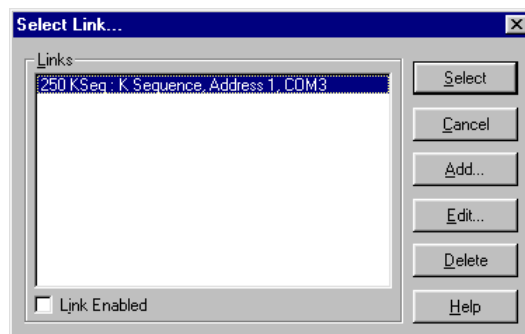 Select Link...
Links
250 KSeq : K Sequence, Address 1, COM3
Link Enabled
Select
Cancel
Add...
Edit...
Delete
Help